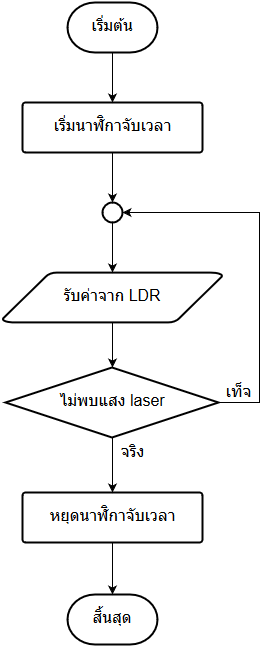 เริ่มต้น
เริ่มนาฬิกาจับเวลา
รับค่าจาก LDR
ไม่พบแสง laser
เท็จ
จริง
หยุดนาฬิกาจับเวลา
สิ้นสุด